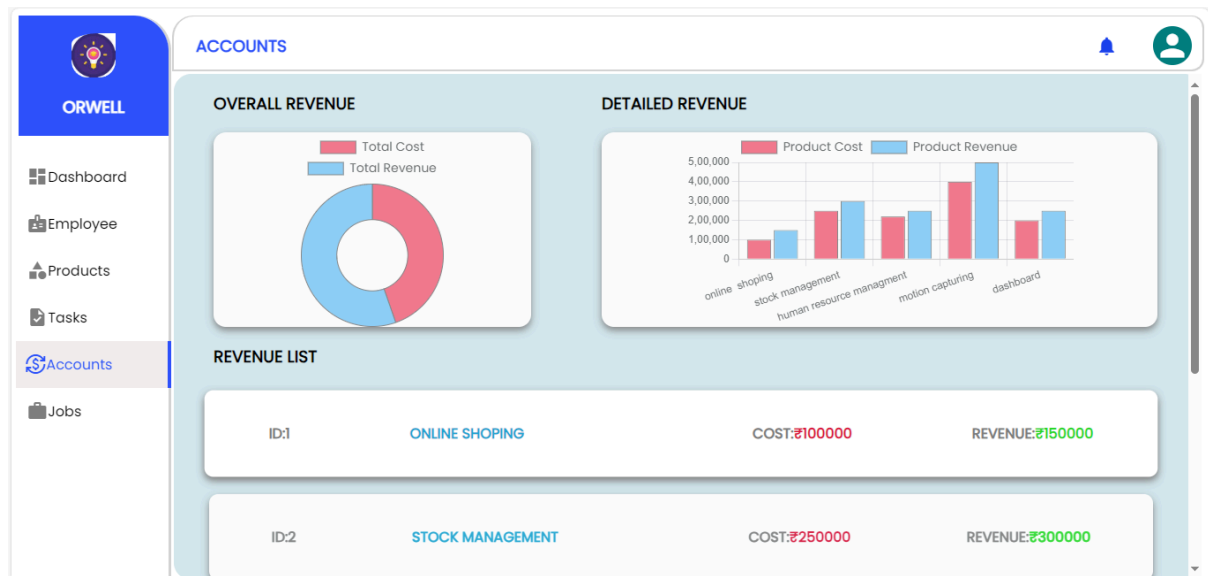 ORWELL
Dashboard
Employee
Products
Tasks
Accounts
Jobs
ACCOUNTS
OVERALL REVENUE
Total Cost
Total Revenue
DETAILED REVENUE
Product Cost Product Revenue
5,00,000
4,00,000
3,00,000
2,00,000
1,00,000
0
online shoping
stock management
human resource managment
motion capturing
dashboard
REVENUE LIST
ID:1 ONLINE SHOPING COST:₹100000 REVENUE:₹150000
ID:2 STOCK MANAGEMENT COST:₹250000 REVENUE:₹300000